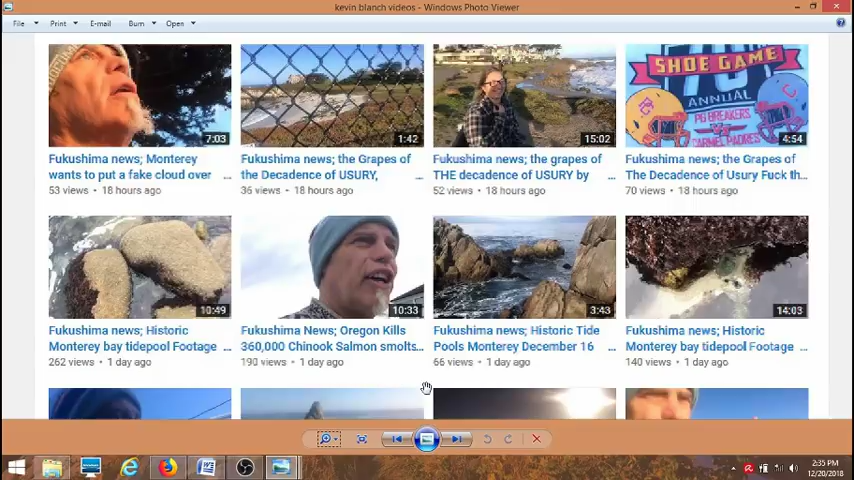 kevin blanch videos - Windows Photo Viewer
File Print E-mail Burn Open
7:03
1:42
15:02
SHOE GAME
ANNUAL
PG BREAKERS
CARMEL PADRES
4:54
Fukushima news; Monterey
wants to put a fake cloud over ...
53 views • 18 hours ago
Fukushima news; the Grapes of
the Decadence of USURY, ...
36 views • 18 hours ago
Fukushima news; the grapes of
THE decadence of USURY by ...
52 views • 18 hours ago
Fukushima news; the Grapes of
The Decadence of Usury Fuck th...
70 views • 18 hours ago
10:49
10:33
3:43
14:03
Fukushima news; Historic
Monterey bay tidepool Footage ...
262 views • 1 day ago
Fukushima News; Oregon Kills
360,000 Chinook Salmon smolts...
190 views • 1 day ago
Fukushima news; Historic Tide
Pools Monterey December 16
66 views • 1 day ago
Fukushima news; Historic
Monterey bay tidepool Footage ...
140 views • 1 day ago
2:35 PM
12/20/2018